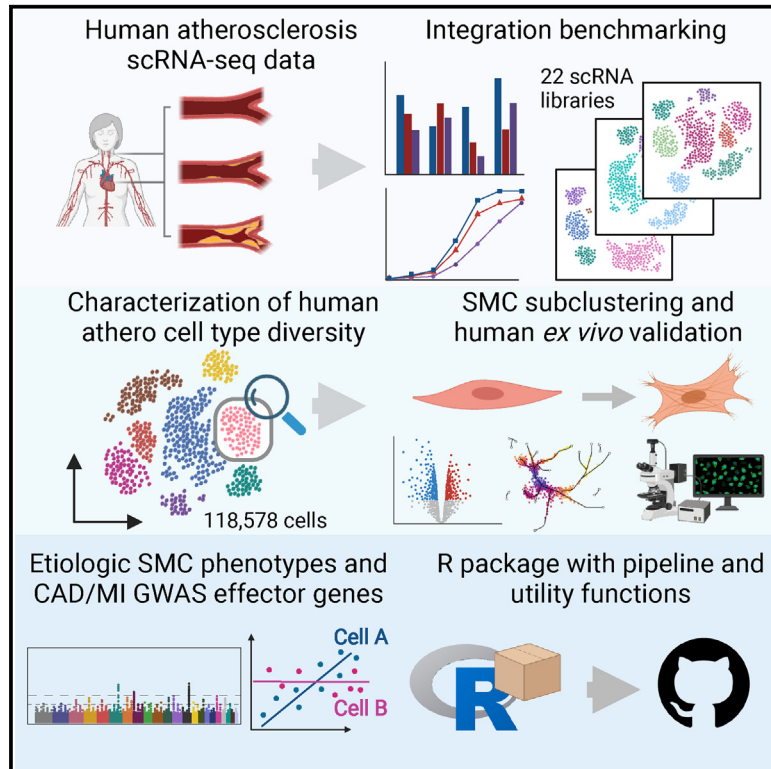 Human atherosclerosis
scRNA-seq data
Integration benchmarking
22 scRNA
libraries
Characterization of human
athero cell type diversity
118,578 cells
SMC subclustering and
human ex vivo validation
Etiologic SMC phenotypes and
CAD/MI GWAS effector genes
Cell A
Cell B
R package with pipeline and
utility functions
R